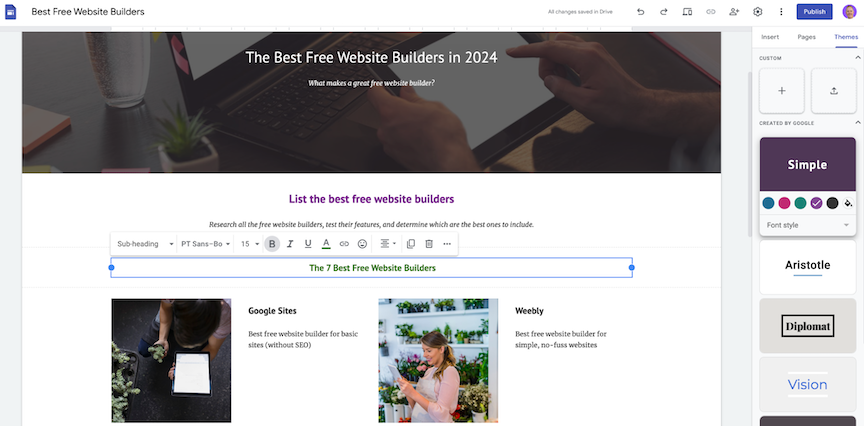 Best Free Website Builders
All changes saved in Drive
Publish
Insert Pages Themes
CUSTOM
CREATED BY GOOGLE
Simple
Font style
Aristotle
Diplomat
Vision
The Best Free Website Builders in 2024
What makes a great free website builder?
List the best free website builders
Research all the free website builders, test their features, and determine which are the best ones to include.
Sub-heading PT Sans-Bo 15 B I U A
The 7 Best Free Website Builders
Google Sites
Best free website builder for basic
sites (without SEO)
Weebly
Best free website builder for
simple, no-fuss websites